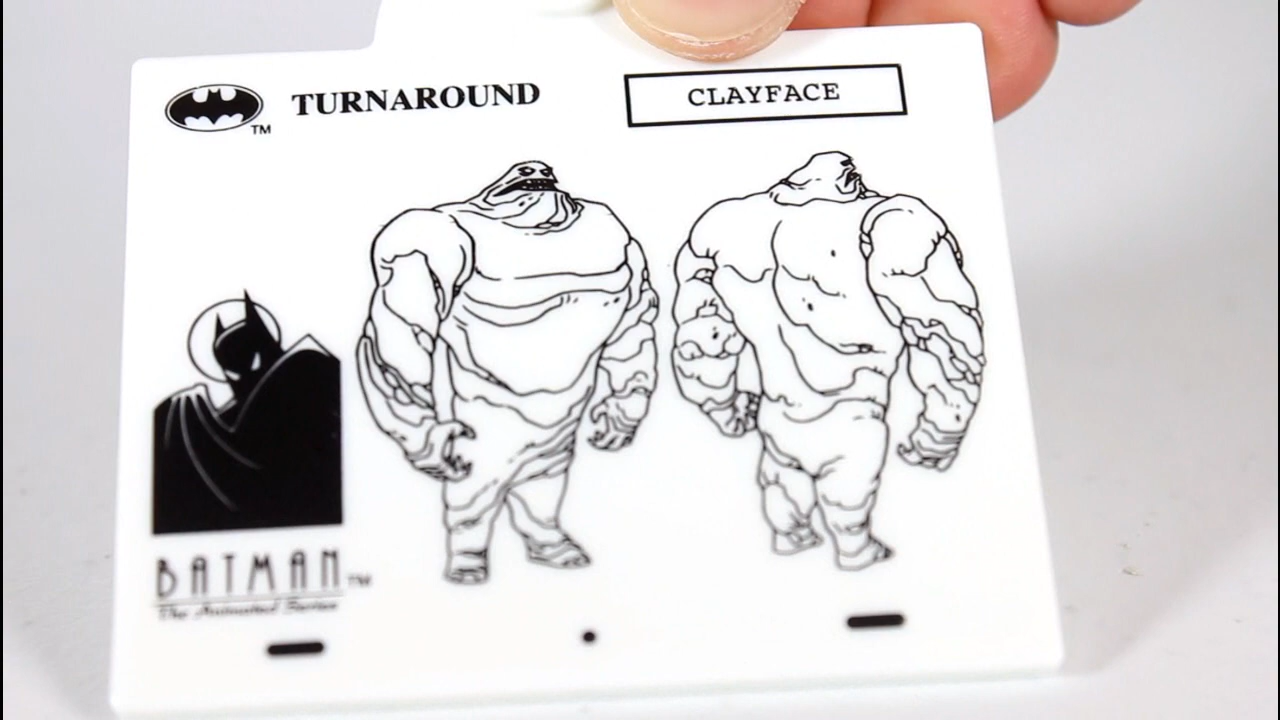 TURNAROUND
CLAYFACE
TM
BATMAN TM
The Animated Series